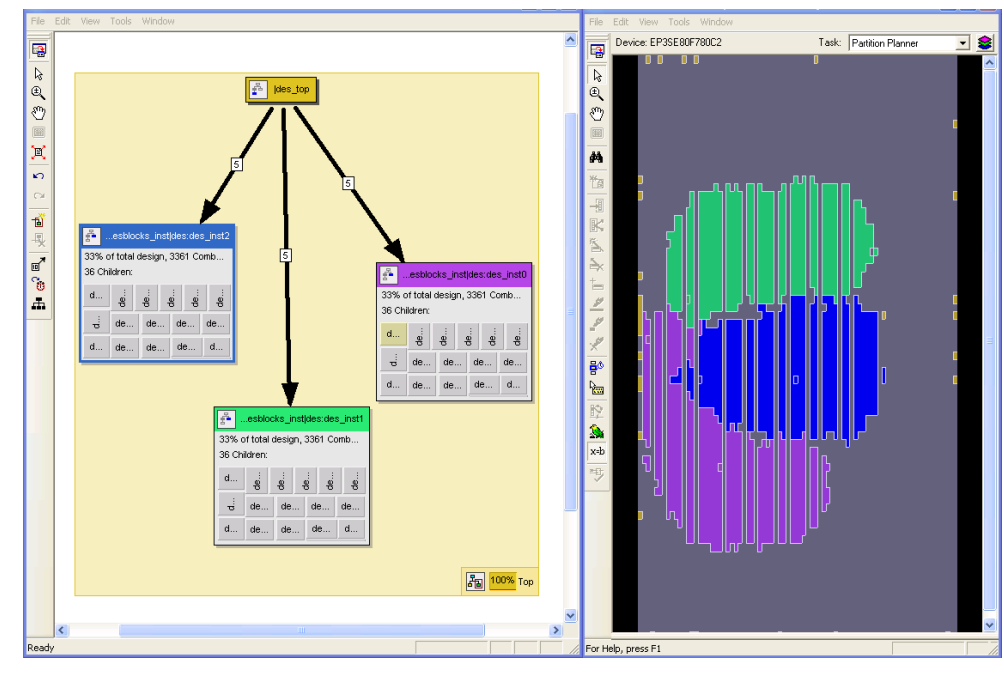 File Edit View Tools Window
|des_top
5
5
5
...esblocks_inst|des:des_inst2
33% of total design, 3361 Comb...
36 Children:
d... de... de... de... de... de...
d... de... de... de... de...
d... de... de... de... d...
...esblocks_inst|des:des_inst0
33% of total design, 3361 Comb...
36 Children:
d... de... de... de... de... de...
d... de... de... de... de...
d... de... de... de... d...
...esblocks_inst|des:des_inst1
33% of total design, 3361 Comb...
36 Children:
d... de... de... de... de... de...
d... de... de... de... de...
d... de... de... de... d...
100% Top
Ready
File Edit View Tools Window
Device: EP3SE80F780C2 Task: Partition Planner
x=b
For Help, press F1